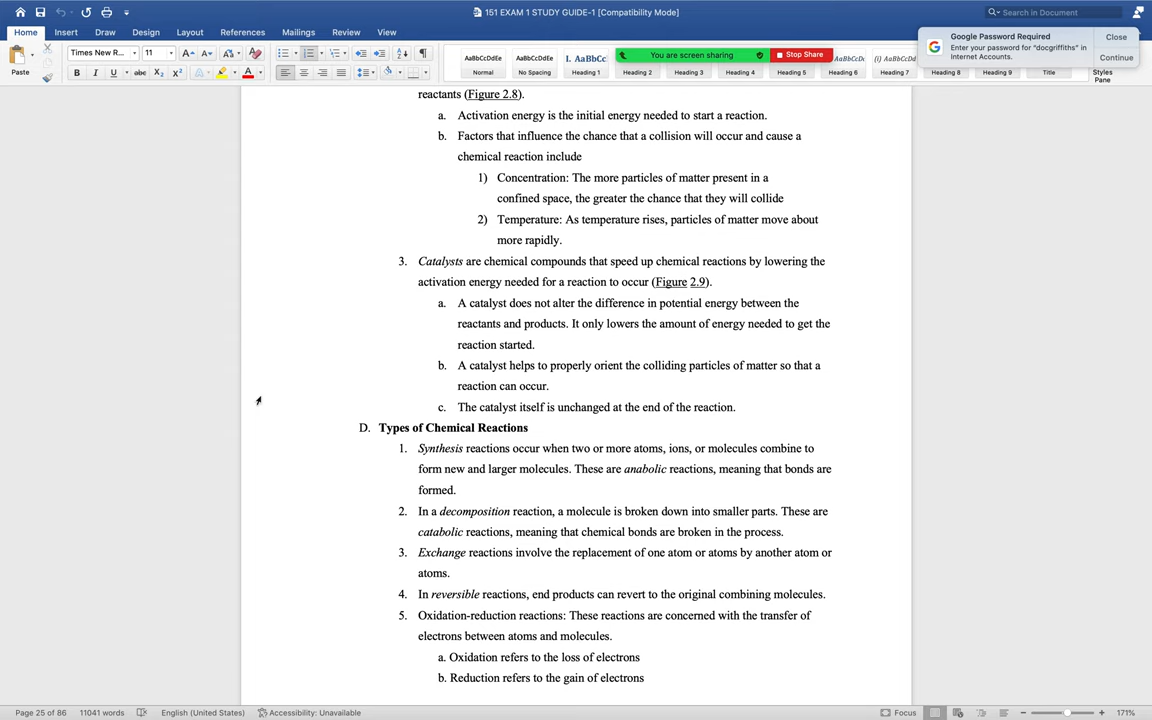 151 EXAM 1 STUDY GUIDE-1 [Compatibility Mode]
Search in Document
Home Insert Draw Design Layout References Mailings Review View
Google Password Required
Enter your password for "docgriffiths" in
Internet Accounts.
Close
Continue
Paste
Times New R... 11
AaBbCcDdEe AaBbCcDdEe I. AaBbCc
You are screen sharing
Stop Share
AaBbCcDc (i) AaBbCcDd
Normal No Spacing Heading 1 Heading 2 Heading 3 Heading 4 Heading 5 Heading 6 Heading 7 Heading 8 Heading 9 Title
Styles
Pane
reactants (Figure 2.8).
a. Activation energy is the initial energy needed to start a reaction.
b. Factors that influence the chance that a collision will occur and cause a
chemical reaction include
1) Concentration: The more particles of matter present in a
confined space, the greater the chance that they will collide
2) Temperature: As temperature rises, particles of matter move about
more rapidly.
3. Catalysts are chemical compounds that speed up chemical reactions by lowering the
activation energy needed for a reaction to occur (Figure 2.9).
a. A catalyst does not alter the difference in potential energy between the
reactants and products. It only lowers the amount of energy needed to get the
reaction started.
b. A catalyst helps to properly orient the colliding particles of matter so that a
reaction can occur.
c. The catalyst itself is unchanged at the end of the reaction.
D. Types of Chemical Reactions
1. Synthesis reactions occur when two or more atoms, ions, or molecules combine to
form new and larger molecules. These are anabolic reactions, meaning that bonds are
formed.
2. In a decomposition reaction, a molecule is broken down into smaller parts. These are
catabolic reactions, meaning that chemical bonds are broken in the process.
3. Exchange reactions involve the replacement of one atom or atoms by another atom or
atoms.
4. In reversible reactions, end products can revert to the original combining molecules.
5. Oxidation-reduction reactions: These reactions are concerned with the transfer of
electrons between atoms and molecules.
a. Oxidation refers to the loss of electrons
b. Reduction refers to the gain of electrons
Page 25 of 86 11041 words English (United States) Accessibility: Unavailable Focus 171%